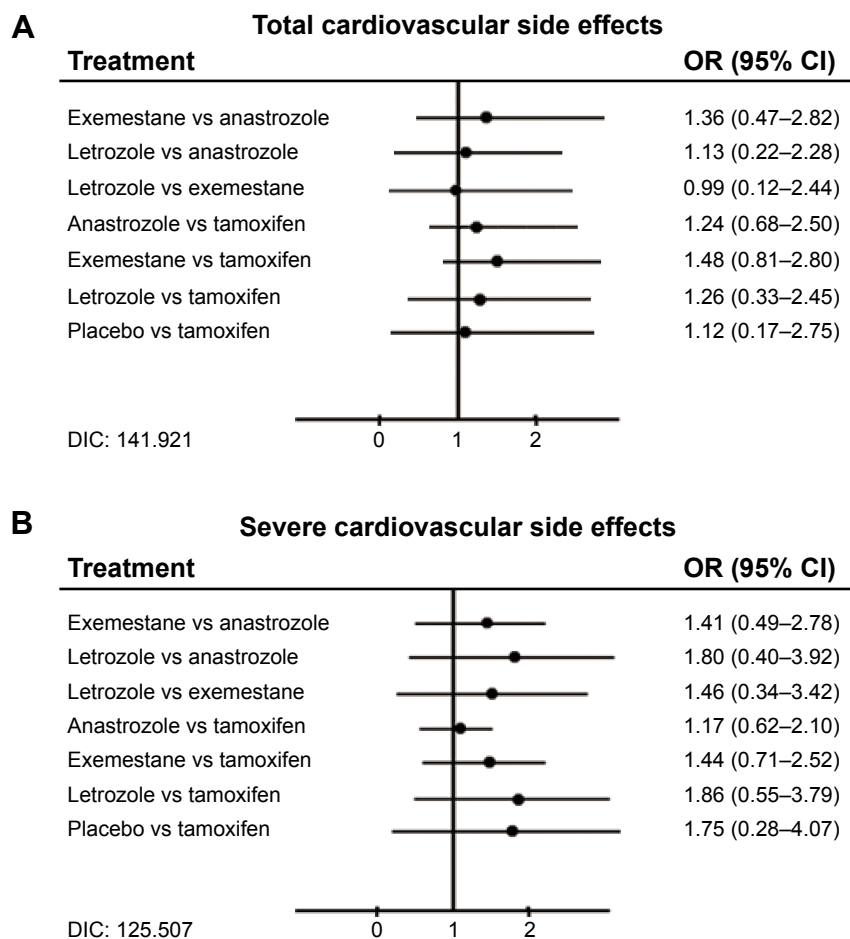 A
Total cardiovascular side effects
Treatment OR (95% CI)
Exemestane vs anastrozole 1.36 (0.47–2.82)
Letrozole vs anastrozole 1.13 (0.22–2.28)
Letrozole vs exemestane 0.99 (0.12–2.44)
Anastrozole vs tamoxifen 1.24 (0.68–2.50)
Exemestane vs tamoxifen 1.48 (0.81–2.80)
Letrozole vs tamoxifen 1.26 (0.33–2.45)
Placebo vs tamoxifen 1.12 (0.17–2.75)
DIC: 141.921 0 1 2
B
Severe cardiovascular side effects
Treatment OR (95% CI)
Exemestane vs anastrozole 1.41 (0.49–2.78)
Letrozole vs anastrozole 1.80 (0.40–3.92)
Letrozole vs exemestane 1.46 (0.34–3.42)
Anastrozole vs tamoxifen 1.17 (0.62–2.10)
Exemestane vs tamoxifen 1.44 (0.71–2.52)
Letrozole vs tamoxifen 1.86 (0.55–3.79)
Placebo vs tamoxifen 1.75 (0.28–4.07)
DIC: 125.507 0 1 2